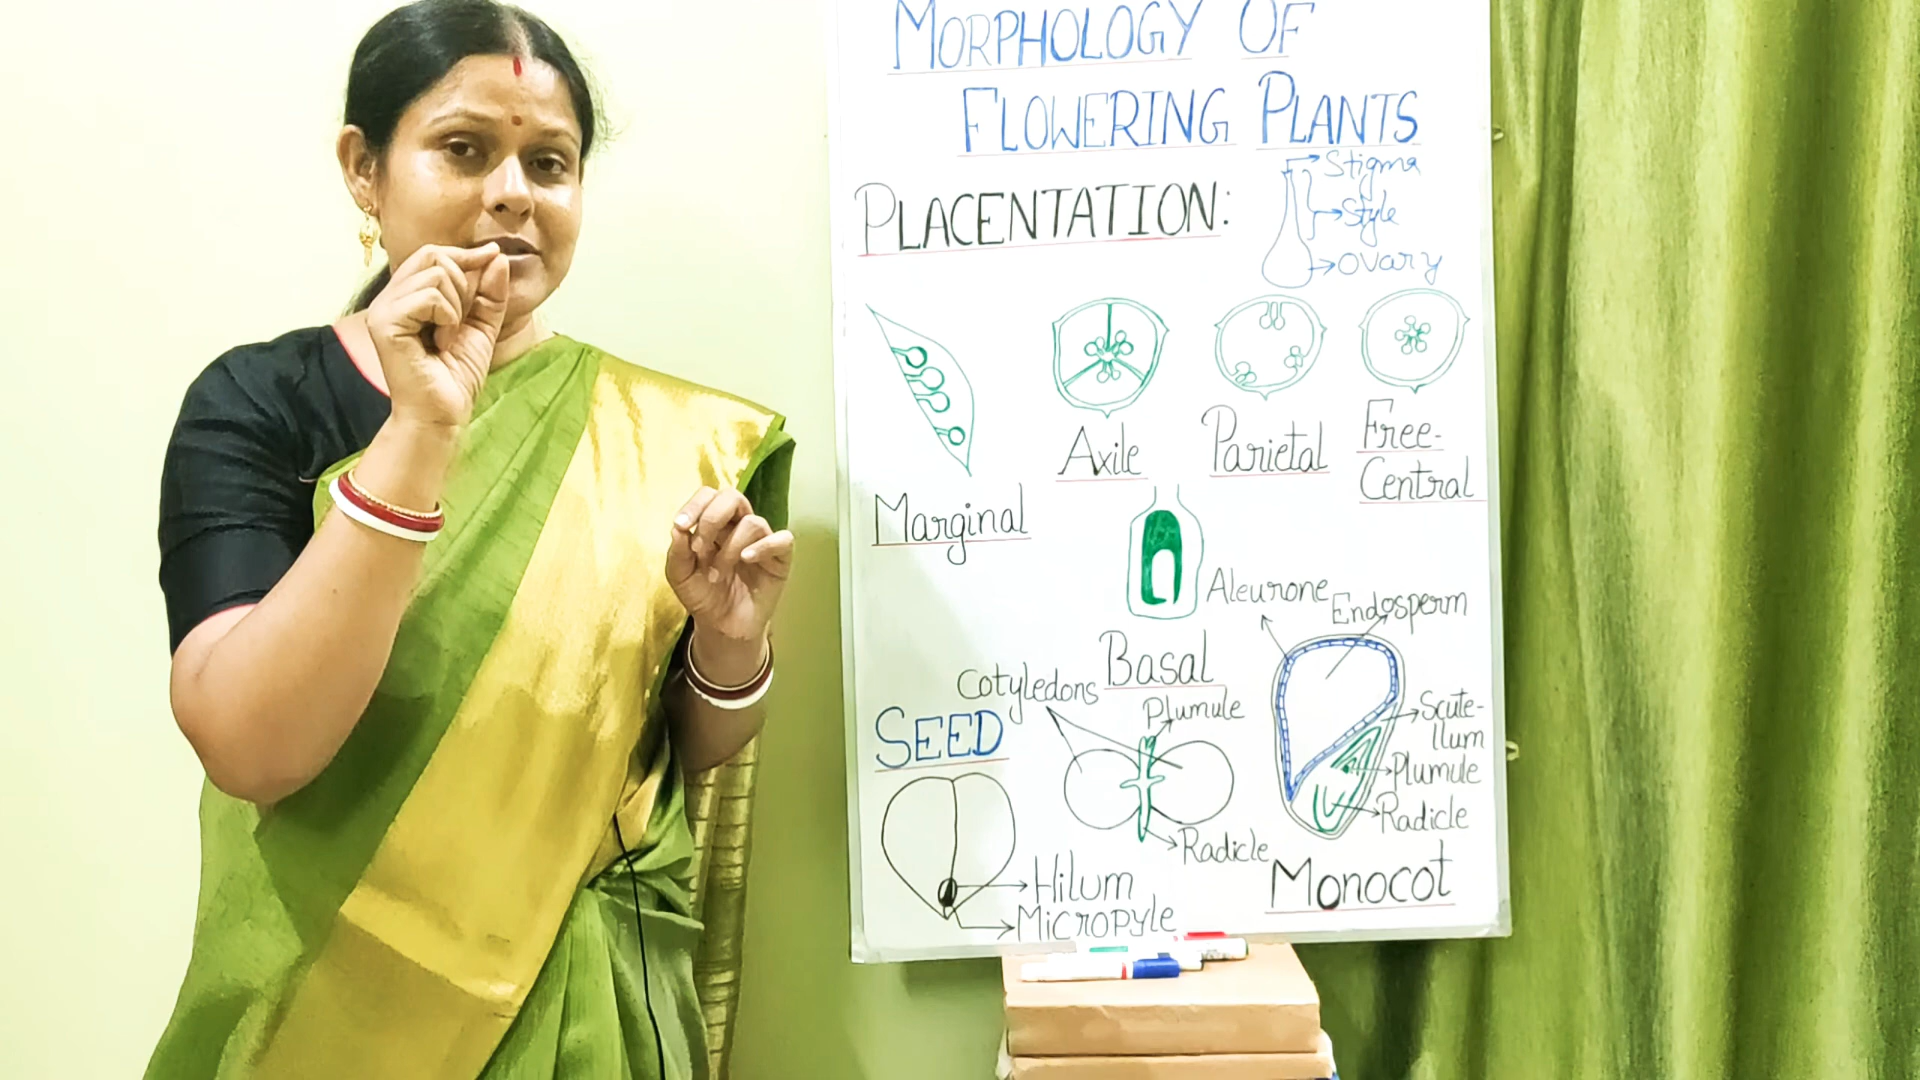 MORPHOLOGY OF
FLOWERING PLANTS
PLACENTATION:
Stigma
Style
Ovary
Marginal
Axile
Parietal
Free-
Central
Basal
SEED
Hilum
Micropyle
Cotyledons
Plumule
Radicle
Aleurone
Endosperm
Scute-
llum
Plumule
Radicle
Monocot